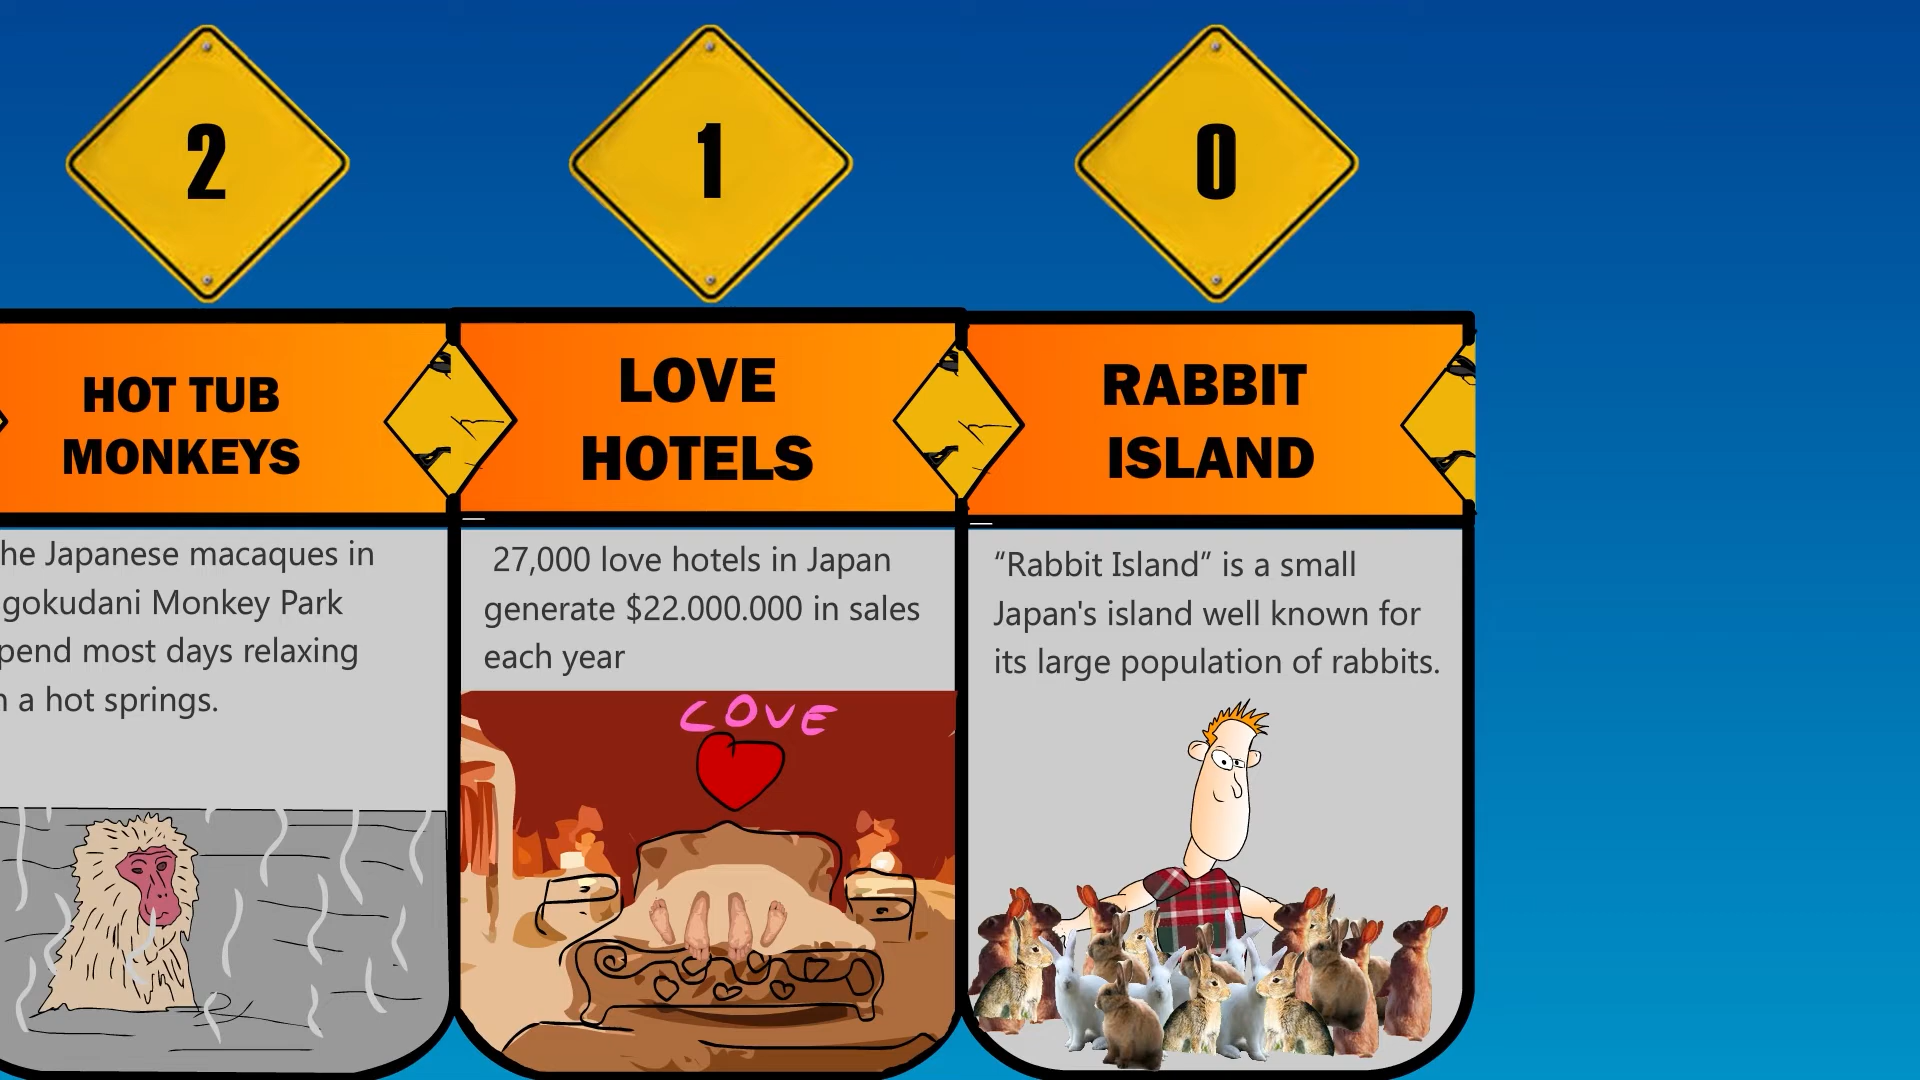 2
1
0
HOT TUB
MONKEYS
LOVE
HOTELS
RABBIT
ISLAND
he Japanese macaques in
gokudani Monkey Park
pend most days relaxing
a hot springs.
27,000 love hotels in Japan
generate $22.000.000 in sales
each year
“Rabbit Island” is a small
Japan's island well known for
its large population of rabbits.
LOVE